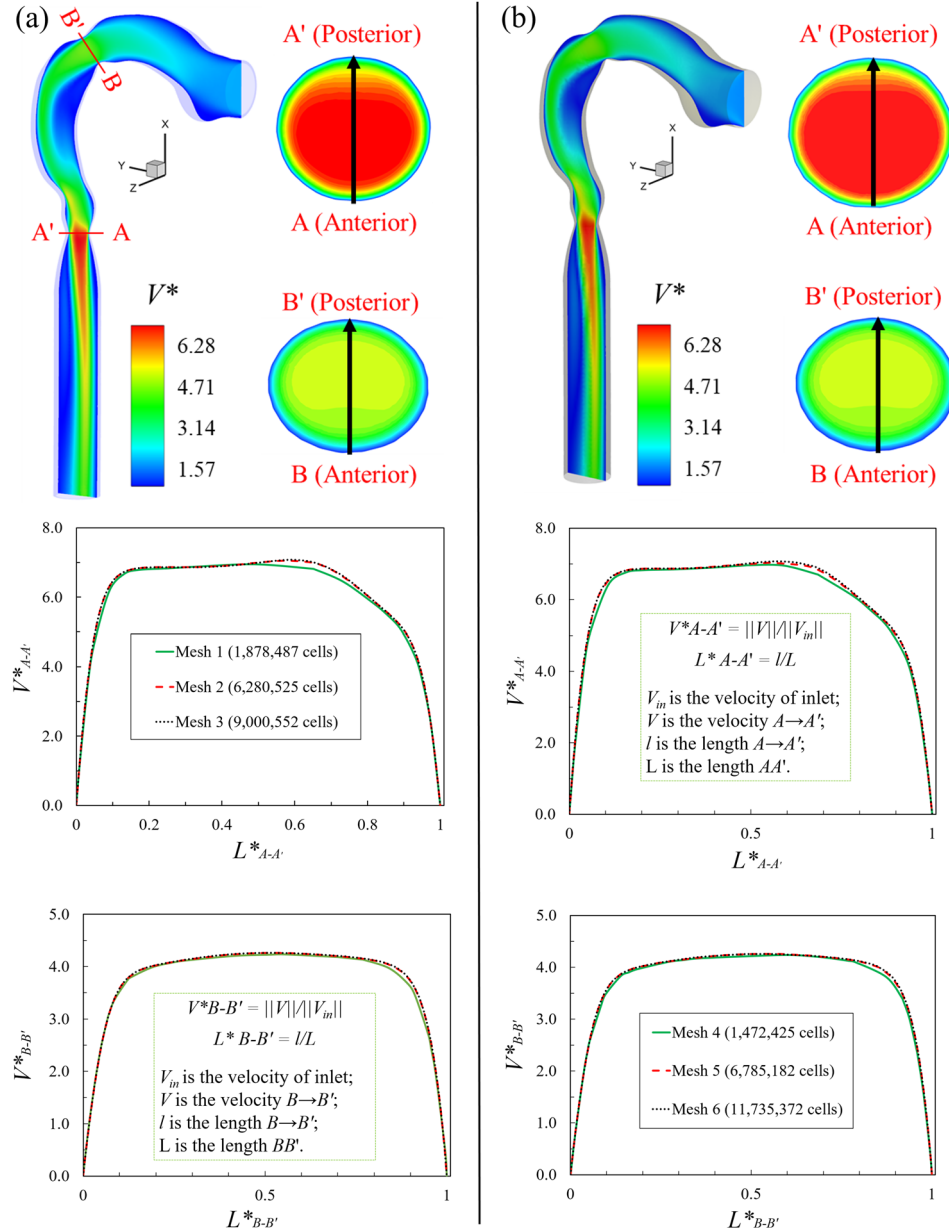 (a)
B'
B
A' (Posterior)
X
Y
Z
A (Anterior)
A'
A
V*
6.28
4.71
3.14
1.57
B' (Posterior)
B (Anterior)
8.0
6.0
4.0
2.0
0.0
V*A-A'
Mesh 1 (1,878,487 cells)
Mesh 2 (6,280,525 cells)
Mesh 3 (9,000,552 cells)
0 0.2 0.4 0.6 0.8 1
L*A-A'
5.0
4.0
3.0
2.0
1.0
0.0
V*B-B'
V*B-B' = ||V||/||Vin||
L* B-B' = l/L
Vin is the velocity of inlet;
V is the velocity B→B';
l is the length B→B';
L is the length BB'.
0 0.5 1
L*B-B'
(b)
A' (Posterior)
X
Y
Z
A (Anterior)
V*
6.28
4.71
3.14
1.57
B' (Posterior)
B (Anterior)
8.0
6.0
4.0
2.0
0.0
V*A-A'
V*A-A' = ||V||/||Vin||
L* A-A' = l/L
Vin is the velocity of inlet;
V is the velocity A→A';
l is the length A→A';
L is the length AA'.
0 0.5 1
L*A-A'
5.0
4.0
3.0
2.0
1.0
0.0
V*B-B'
Mesh 4 (1,472,425 cells)
Mesh 5 (6,785,182 cells)
Mesh 6 (11,735,372 cells)
0 0.5 1
L*B-B'